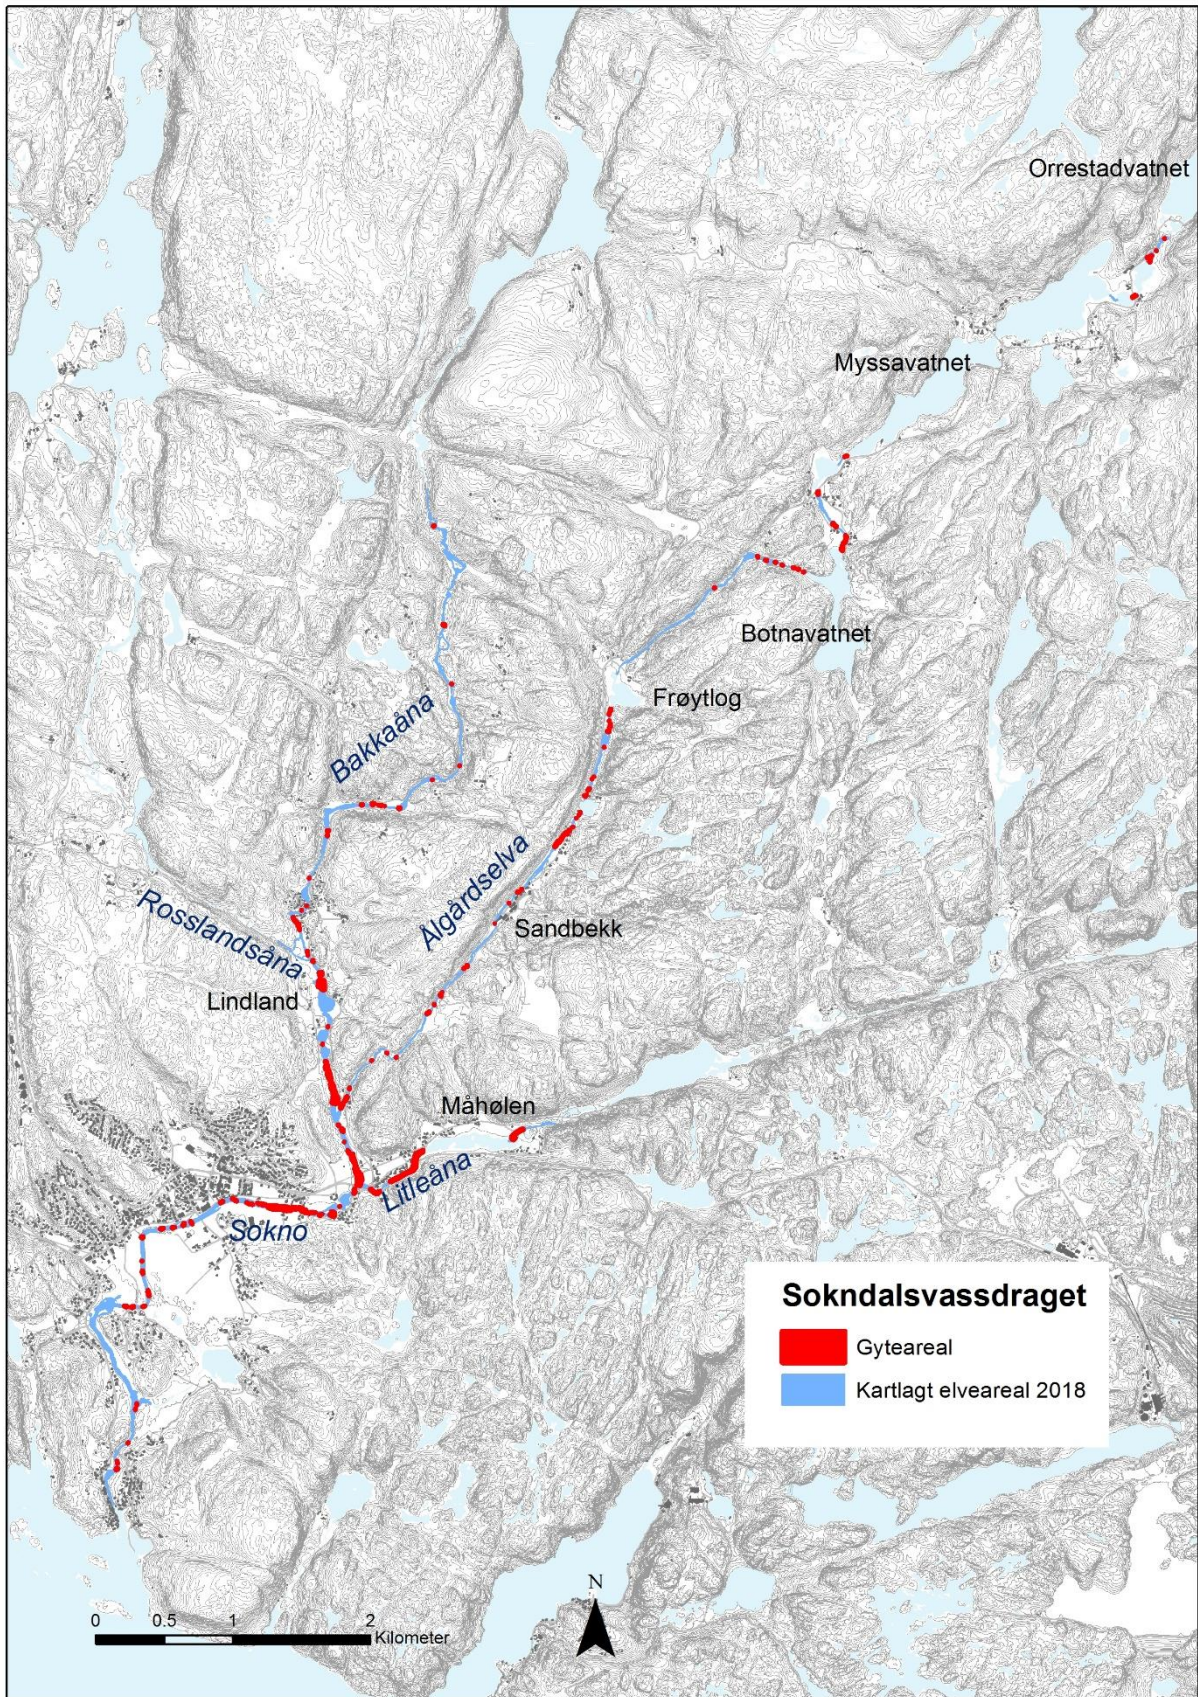 Orrestadvatnet
Myssavatnet
Botnavatnet
Frøytlog
Bakkaåna
Ålgårdselva
Rosslandsåna
Sandbekk
Lindland
Måhølen
Litleåna
Sokno
Sokndalsvassdraget
Gyteareal
Kartlagt elveareal 2018
N
0 0.5 1 2
Kilometer